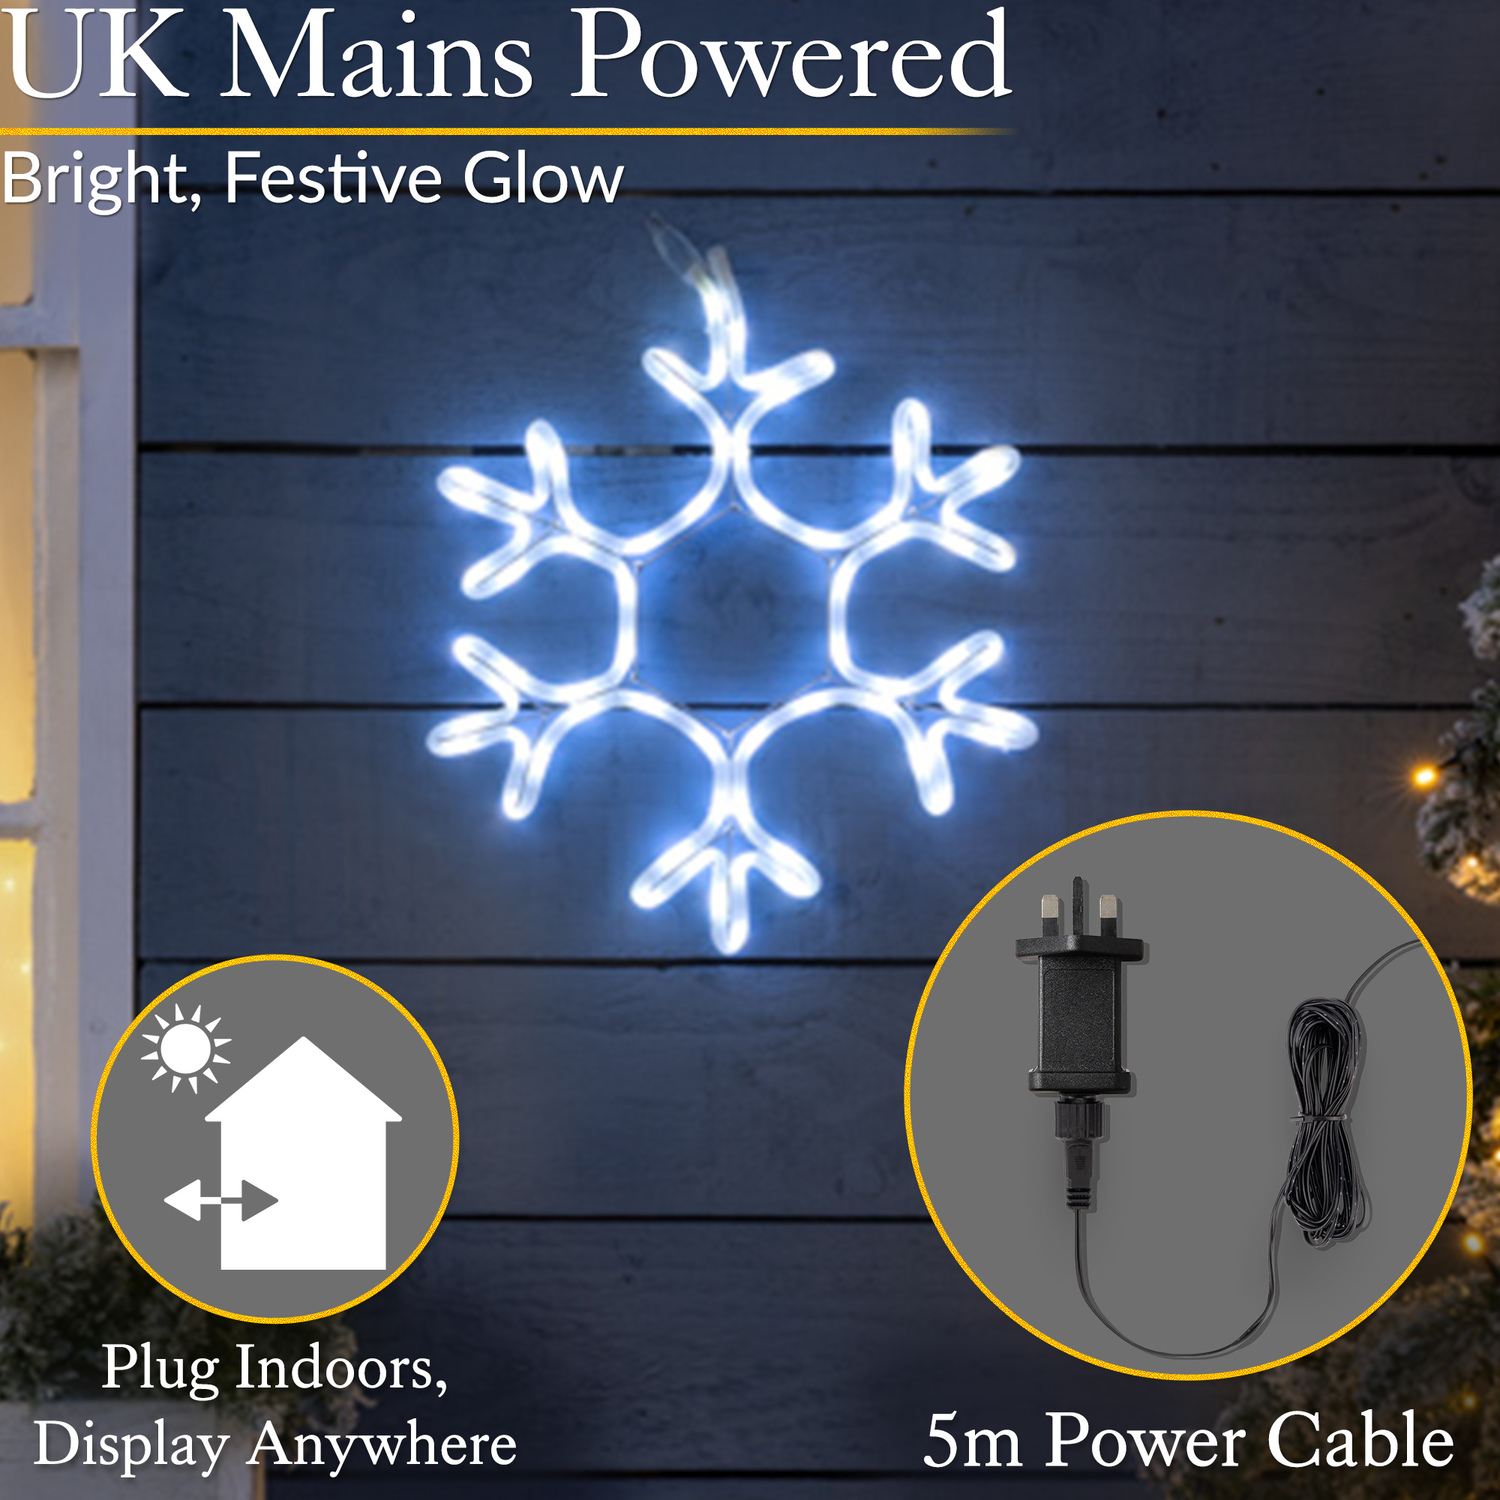 UK Mains Powered
Bright, Festive Glow
Plug Indoors,
Display Anywhere
5m Power Cable